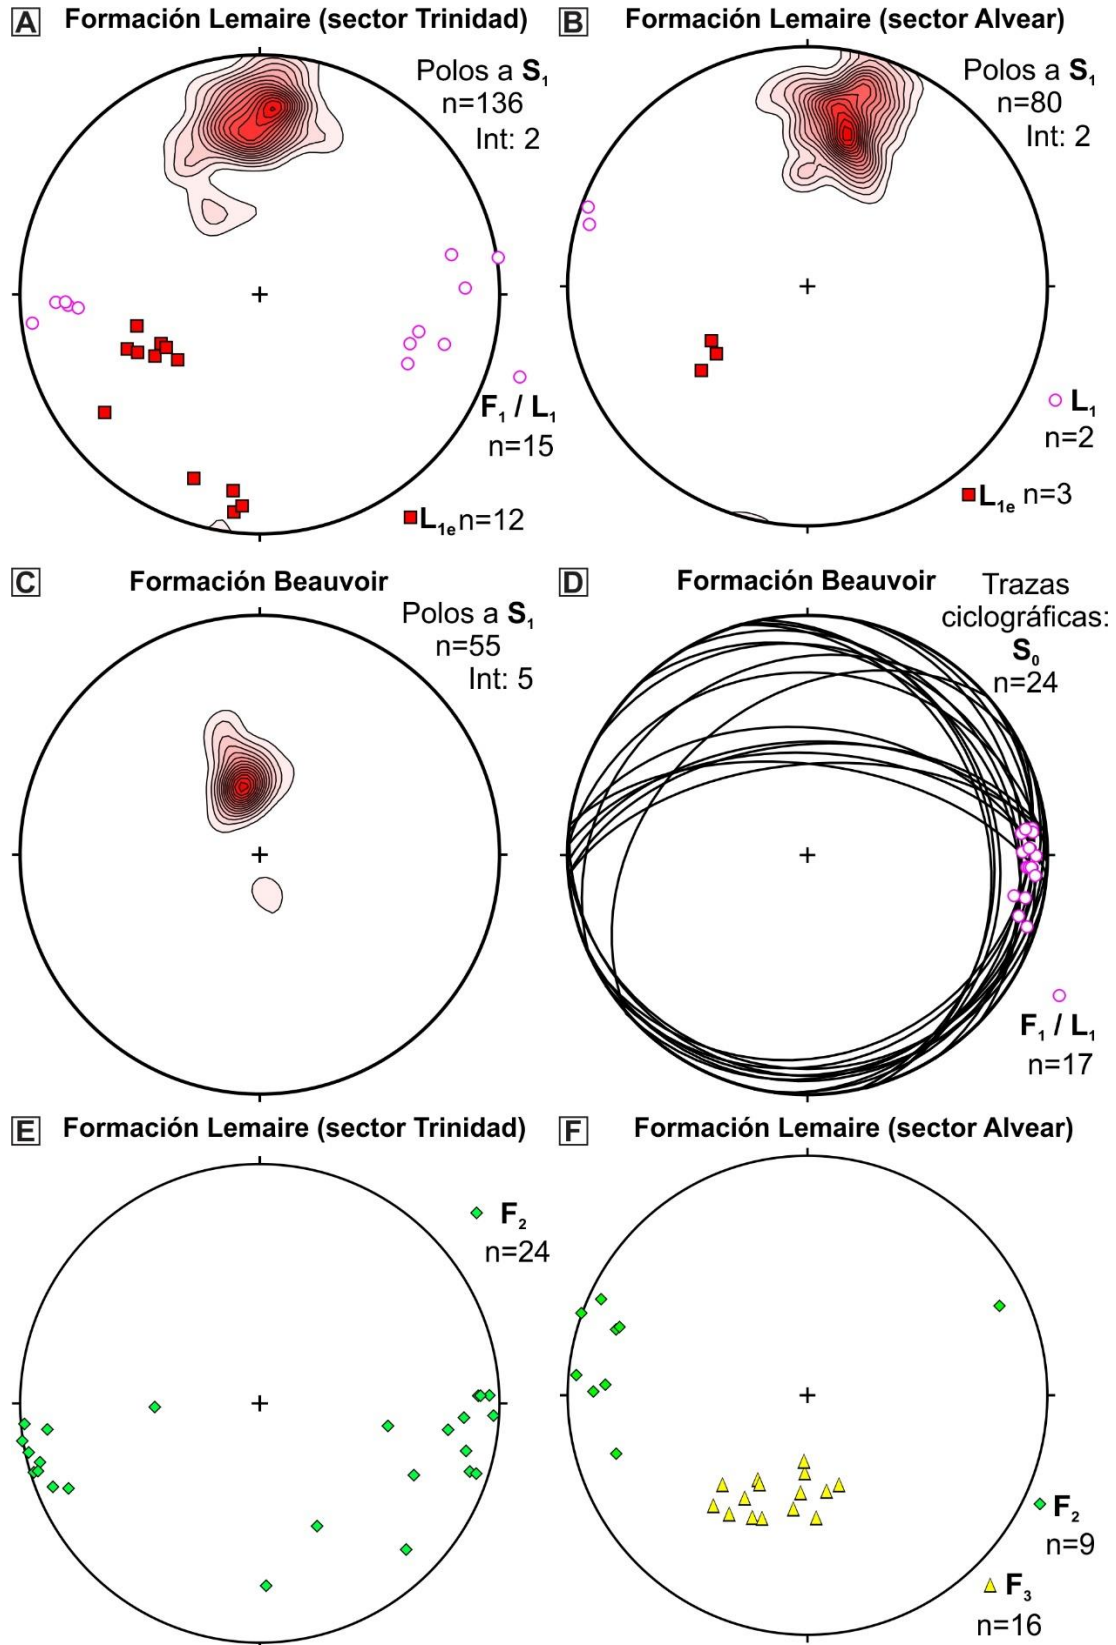 A Formación Lemaire (sector Trinidad)
Polos a S₁
n=136
Int: 2
F₁ / L₁
n=15
L₁ₑ n=12
B Formación Lemaire (sector Alvear)
Polos a S₁
n=80
Int: 2
L₁
n=2
L₁ₑ n=3
C Formación Beauvoir
Polos a S₁
n=55
Int: 5
D Formación Beauvoir
Trazas
ciclográficas:
S₀
n=24
F₁ / L₁
n=17
E Formación Lemaire (sector Trinidad)
F₂
n=24
F Formación Lemaire (sector Alvear)
F₂
n=9
F₃
n=16